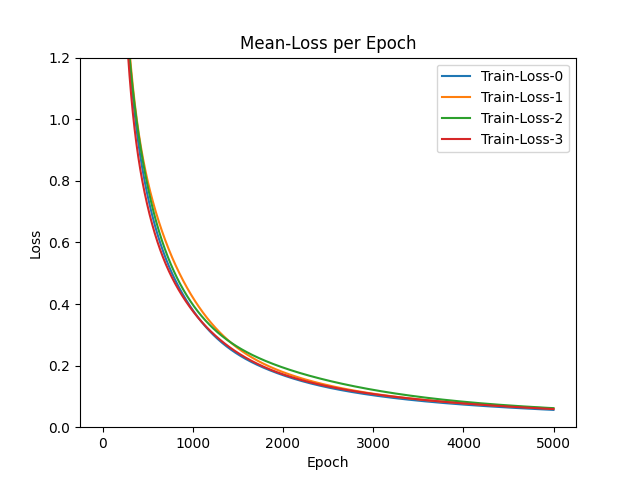 Mean-Loss per Epoch
1.2
1.0
0.8
0.6
0.4
0.2
0.0
Loss
Train-Loss-0
Train-Loss-1
Train-Loss-2
Train-Loss-3
0 1000 2000 3000 4000 5000
Epoch